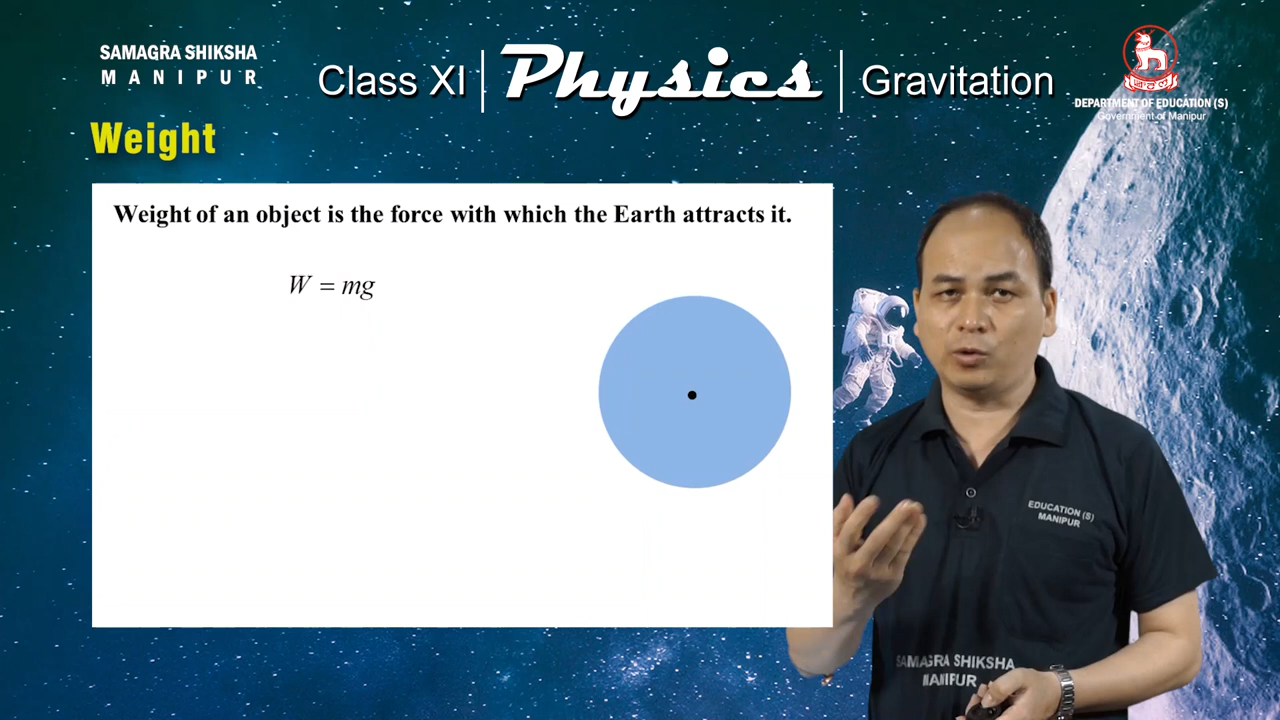 SAMAGRA SHIKSHA
MANIPUR
Class XI
Physics
Gravitation
DEPARTMENT OF EDUCATION (S)
Government of Manipur
Weight
Weight of an object is the force with which the Earth attracts it.
W = mg
EDUCATION (S)
MANIPUR
SAMAGRA SHIKSHA
MANIPUR